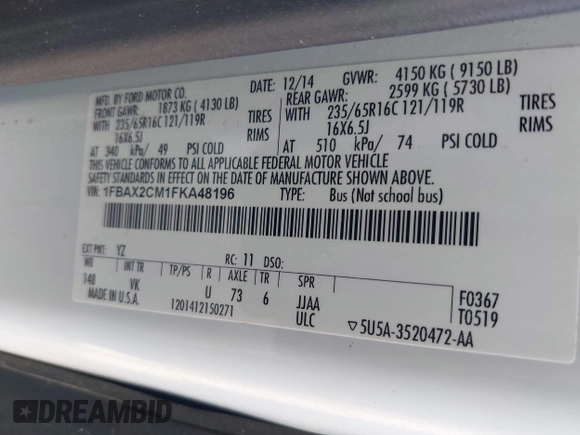 MFD. BY FORD MOTOR CO.
DATE: 12/14 GVWR: 4150 KG ( 9150 LB)
FRONT GAWR: 1873 KG ( 4130 LB)
REAR GAWR: 2599 KG ( 5730 LB)
WITH 235/65R16C 121/119R TIRES
WITH 235/65R16C 121/119R TIRES
16X6.5J RIMS
16X6.5J RIMS
AT 340 kPa/ 49 PSI COLD
AT 510 kPa/ 74 PSI COLD
THIS VEHICLE CONFORMS TO ALL APPLICABLE FEDERAL MOTOR VEHICLE
SAFETY STANDARDS IN EFFECT ON THE DATE OF MANUFACTURE SHOWN ABOVE.
VIN: 1FBAX2CM1FKA48196 TYPE: Bus (Not school bus)
EXT PNT: YZ RC: 11 DSO:
WB INT TR TP/PS R AXLE TR SPR
148 VK U 73 6 JJAA F0367
MADE IN U.S.A. 1201412150271 ULC T0519
▽5U5A-3520472-AA
DREAMBID